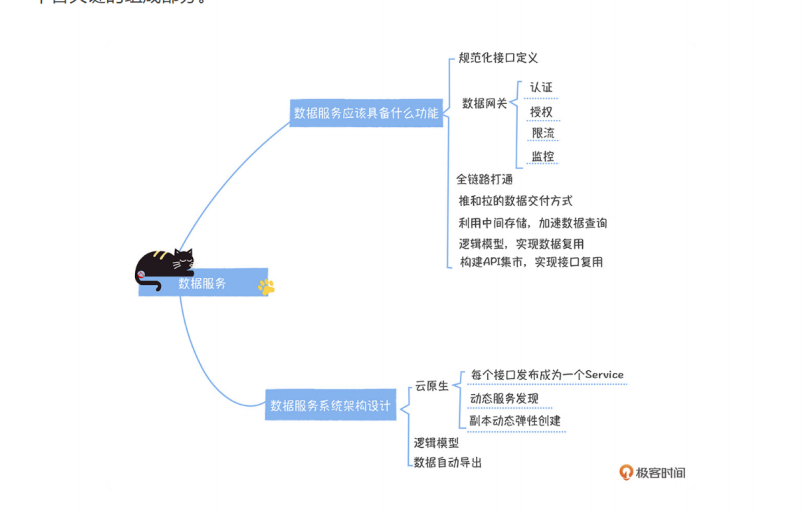 规范化接口定义
认证
数据网关
授权
数据服务应该具备什么功能
限流
监控
全链路打通
推和拉的数据交付方式
利用中间存储，加速数据查询
逻辑模型，实现数据复用
构建API集市，实现接口复用
数据服务
每个接口发布成为一个Service
云原生
动态服务发现
数据服务系统架构设计
副本动态弹性创建
逻辑模型
数据自动导出
极客时间